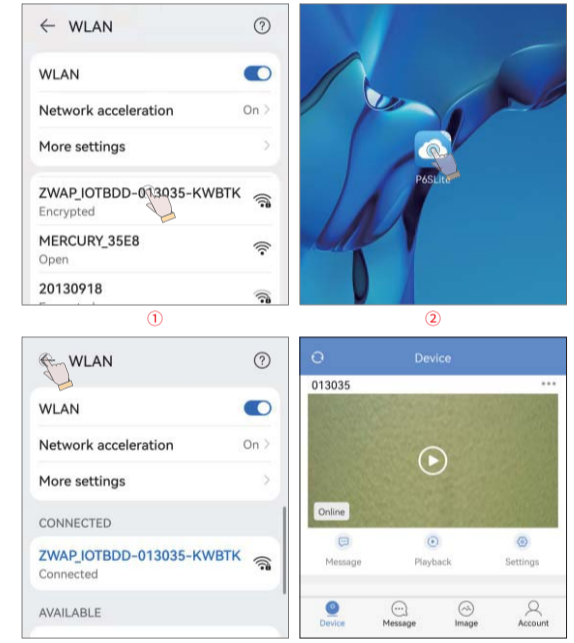 ← WLAN
WLAN
Network acceleration On >
More settings >
ZWAP_IOTBDD-013035-KWBTK
Encrypted
MERCURY_35E8
Open
20130918
①
P6SLite
②
← WLAN
WLAN
Network acceleration On >
More settings >
CONNECTED
ZWAP_IOTBDD-013035-KWBTK
Connected
AVAILABLE
Device
013035
Online
Message Playback Settings
Device Message Image Account